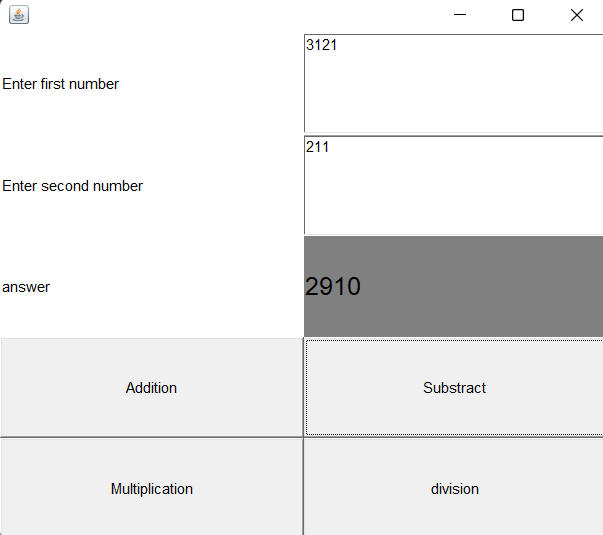 Enter first number
3121
Enter second number
211
answer
2910
Addition
Substract
Multiplication
division